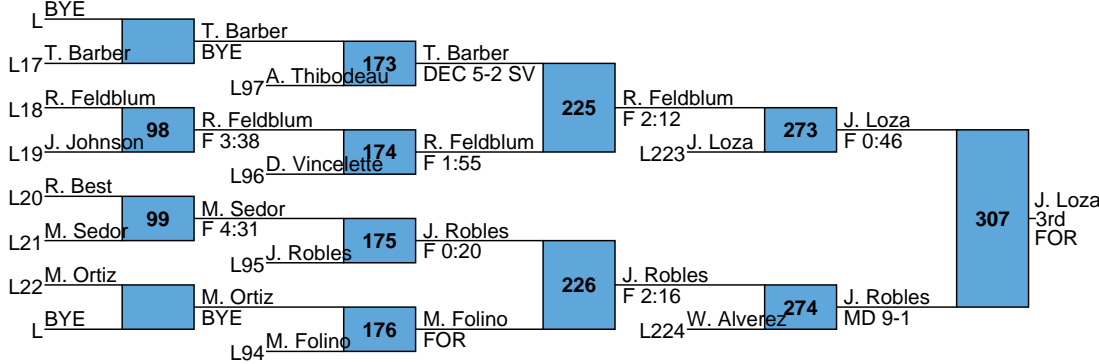 L BYE
L17 T. Barber
T. Barber
BYE
L97 A. Thibodeau
173
T. Barber
DEC 5-2 SV
L18 R. Feldblum
L19 J. Johnson
98
R. Feldblum
F 3:38
L96 D. Vincelette
174
R. Feldblum
F 1:55
225
R. Feldblum
F 2:12
L223 J. Loza
273
J. Loza
F 0:46
L20 R. Best
L21 M. Sedor
99
M. Sedor
F 4:31
L95 J. Robles
175
J. Robles
F 0:20
L22 M. Ortiz
L BYE
M. Ortiz
BYE
L94 M. Folino
176
M. Folino
FOR
226
J. Robles
F 2:16
L224 W. Alverez
274
J. Robles
MD 9-1
307
J. Loza
3rd
FOR